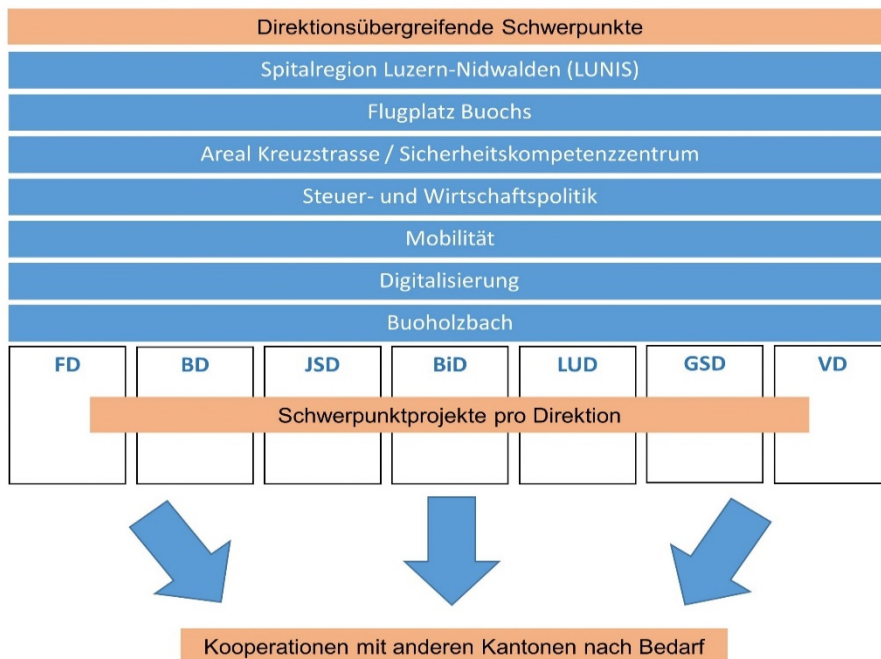 Direktionsübergreifende Schwerpunkte
Spitalregion Luzern-Nidwalden (LUNIS)
Flugplatz Buochs
Areal Kreuzstrasse / Sicherheitskompetenzzentrum
Steuer- und Wirtschaftspolitik
Mobilität
Digitalisierung
Buoholzbach
FD BD JSD BiD LUD GSD VD
Schwerpunktprojekte pro Direktion
Kooperationen mit anderen Kantonen nach Bedarf